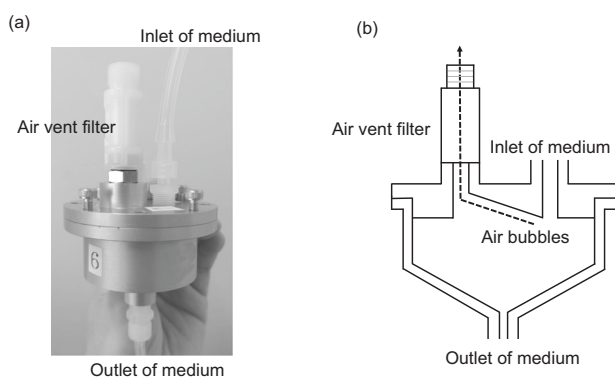 (a)
Inlet of medium
Air vent filter
6
Outlet of medium
(b)
Air vent filter
Inlet of medium
Air bubbles
Outlet of medium